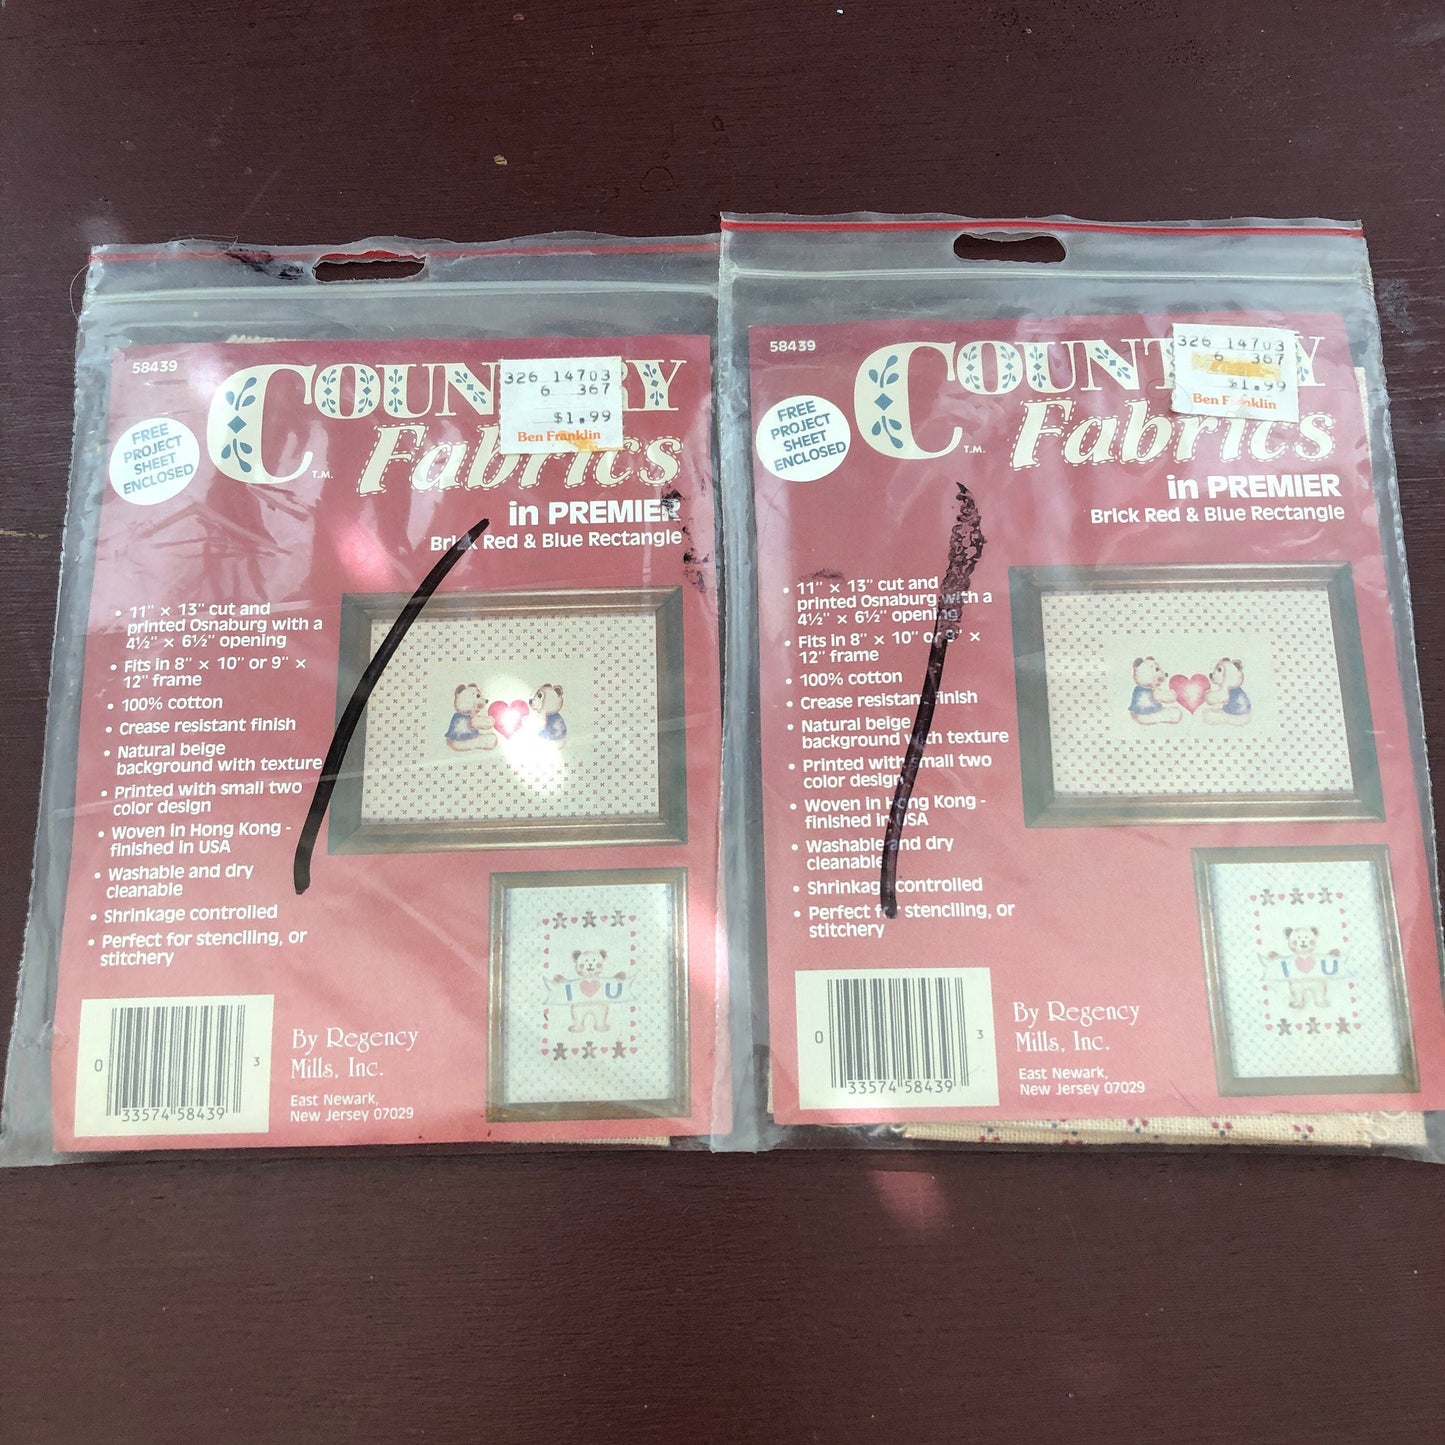 58439
COUNTRY
Fabrics
T.M.
FREE
PROJECT
SHEET
ENCLOSED
326 14703
6 367
$1.99
Ben Franklin
in PREMIER
Brick Red & Blue Rectangle
• 11" × 13" cut and
printed Osnaburg with a
4½" × 6½" opening
• Fits in 8" × 10" or 9" ×
12" frame
• 100% cotton
• Crease resistant finish
• Natural beige
background with texture
• Printed with small two
color design
• Woven in Hong Kong -
finished in USA
• Washable and dry
cleanable
• Shrinkage controlled
• Perfect for stenciling, or
stitchery
I U
0 33574 58439 3
By Regency
Mills, Inc.
East Newark,
New Jersey 07029
58439
COUNTRY
Fabrics
T.M.
FREE
PROJECT
SHEET
ENCLOSED
326 14703
6 367
$1.99
Ben Franklin
in PREMIER
Brick Red & Blue Rectangle
• 11" × 13" cut and
printed Osnaburg with a
4½" × 6½" opening
• Fits in 8" × 10" or 9" ×
12" frame
• 100% cotton
• Crease resistant finish
• Natural beige
background with texture
• Printed with small two
color design
• Woven in Hong Kong -
finished in USA
• Washable and dry
cleanable
• Shrinkage controlled
• Perfect for stenciling, or
stitchery
I U
0 33574 58439 3
By Regency
Mills, Inc.
East Newark,
New Jersey 07029